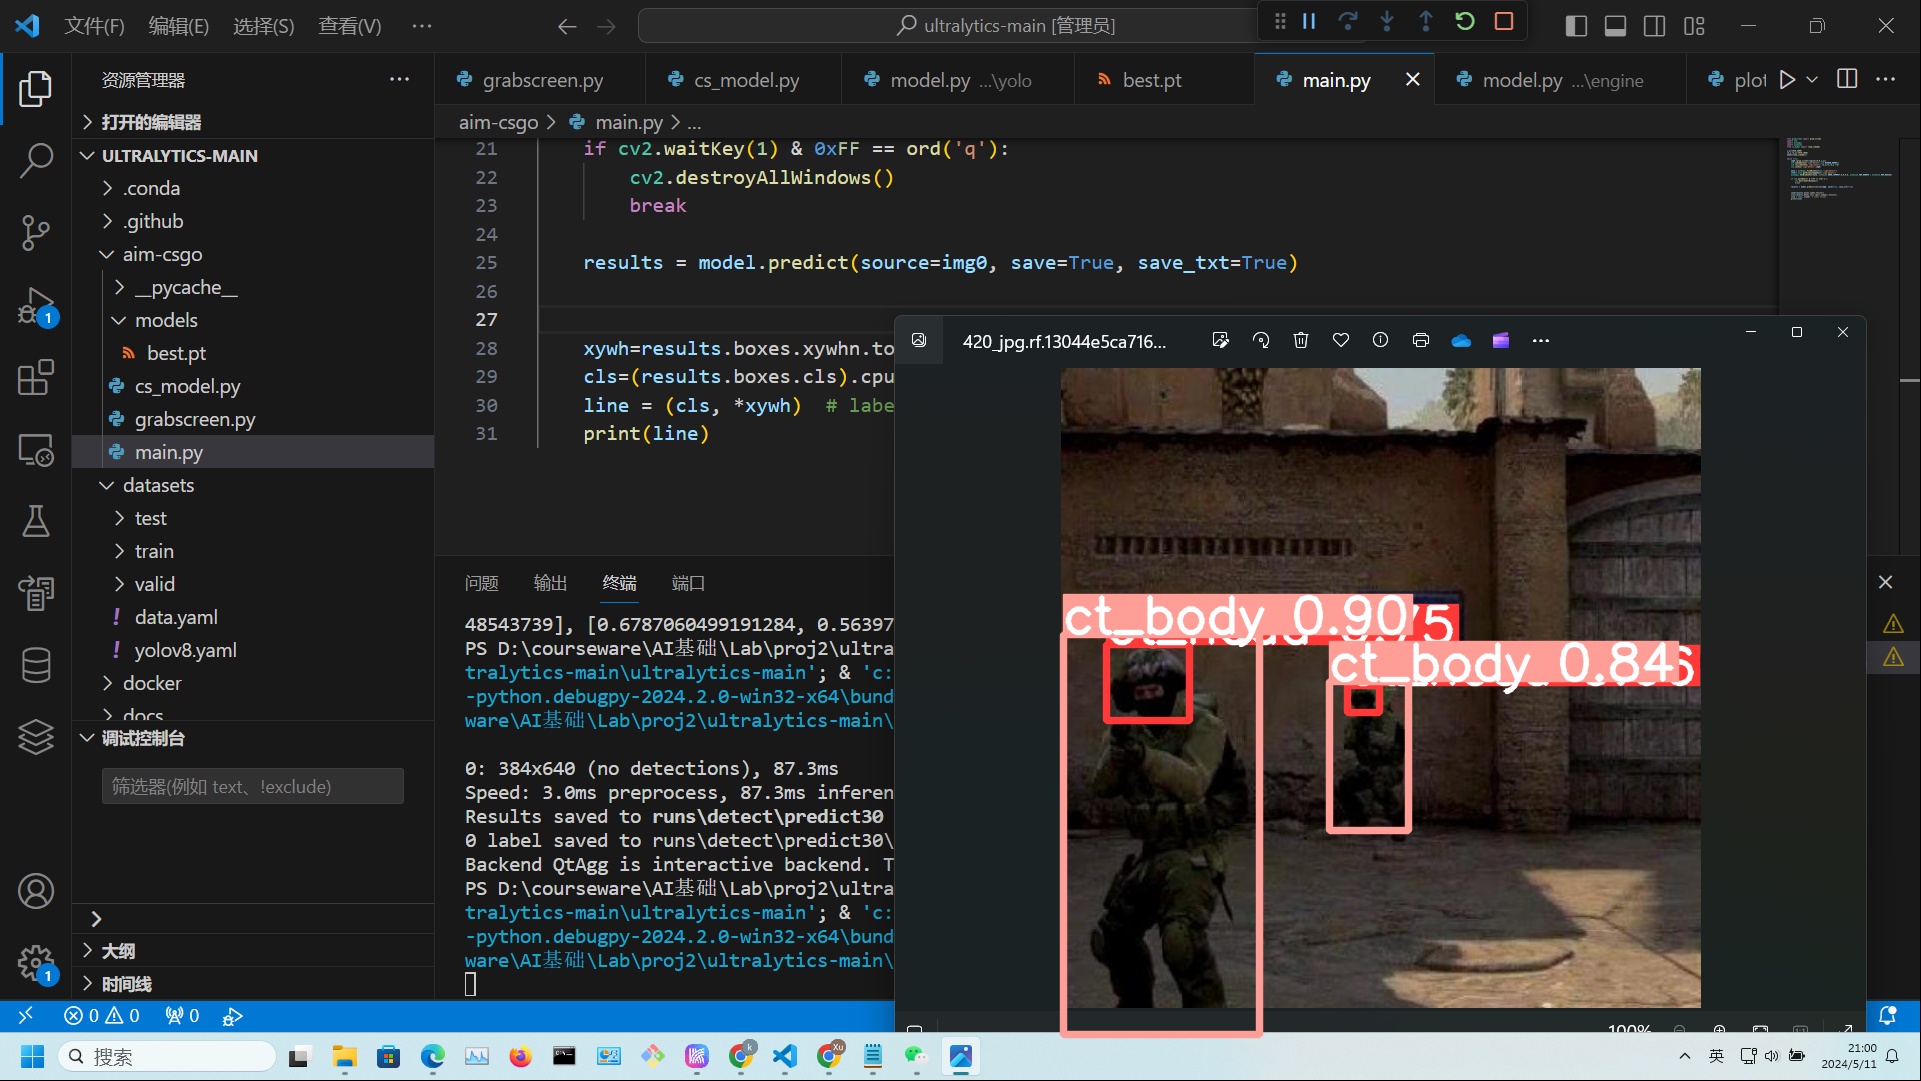 文件(F) 编辑(E) 选择(S) 查看(V) ···
ultralytics-main [管理员]
资源管理器
打开的编辑器
ULTRALYTICS-MAIN
.conda
.github
aim-csgo
__pycache__
models
best.pt
cs_model.py
grabscreen.py
main.py
datasets
test
train
valid
! data.yaml
! yolov8.yaml
docker
docs
调试控制台
筛选器(例如 text、!exclude)
大纲
时间线
1
1
grabscreen.py cs_model.py model.py ...\yolo best.pt main.py model.py ...\engine plot
aim-csgo > main.py > ...
21 if cv2.waitKey(1) & 0xFF == ord('q'):
22 cv2.destroyAllWindows()
23 break
24
25 results = model.predict(source=img0, save=True, save_txt=True)
26
27
28 xywh=results.boxes.xywhn.to
29 cls=(results.boxes.cls).cpu
30 line = (cls, *xywh) # labe
31 print(line)
问题 输出 终端 端口
48543739], [0.6787060499191284, 0.56397
PS D:\courseware\AI基础\Lab\proj2\ultra
tralytics-main\ultralytics-main'; & 'c:
-python.debugpy-2024.2.0-win32-x64\bund
ware\AI基础\Lab\proj2\ultralytics-main\
0: 384x640 (no detections), 87.3ms
Speed: 3.0ms preprocess, 87.3ms inferen
Results saved to runs\detect\predict30
0 label saved to runs\detect\predict30\
Backend QtAgg is interactive backend. T
PS D:\courseware\AI基础\Lab\proj2\ultra
tralytics-main\ultralytics-main'; & 'c:
-python.debugpy-2024.2.0-win32-x64\bund
ware\AI基础\Lab\proj2\ultralytics-main\
420_jpg.rf.13044e5ca716...
ct_body 0.90
ct_body 0.84
100%
0 0 0
搜索
英
21:00
2024/5/11